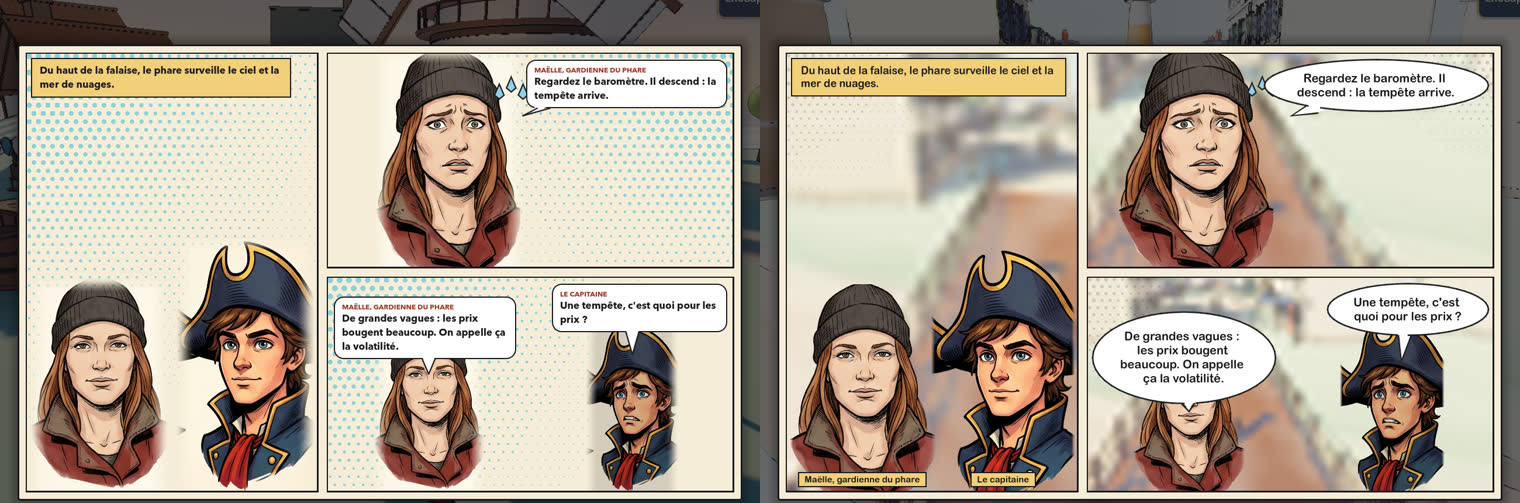 Du haut de la falaise, le phare surveille le ciel et la
mer de nuages.
MAËLLE, GARDIENNE DU PHARE
Regardez le baromètre. Il descend : la
tempête arrive.
LE CAPITAINE
Une tempête, c'est quoi pour les
prix ?
MAËLLE, GARDIENNE DU PHARE
De grandes vagues : les prix
bougent beaucoup. On appelle ça
la volatilité.
Du haut de la falaise, le phare surveille le ciel et la
mer de nuages.
Regardez le baromètre. Il
descend : la tempête arrive.
Une tempête, c'est
quoi pour les prix ?
De grandes vagues :
les prix bougent
beaucoup. On appelle
ça la volatilité.
Maëlle, gardienne du phare
Le capitaine